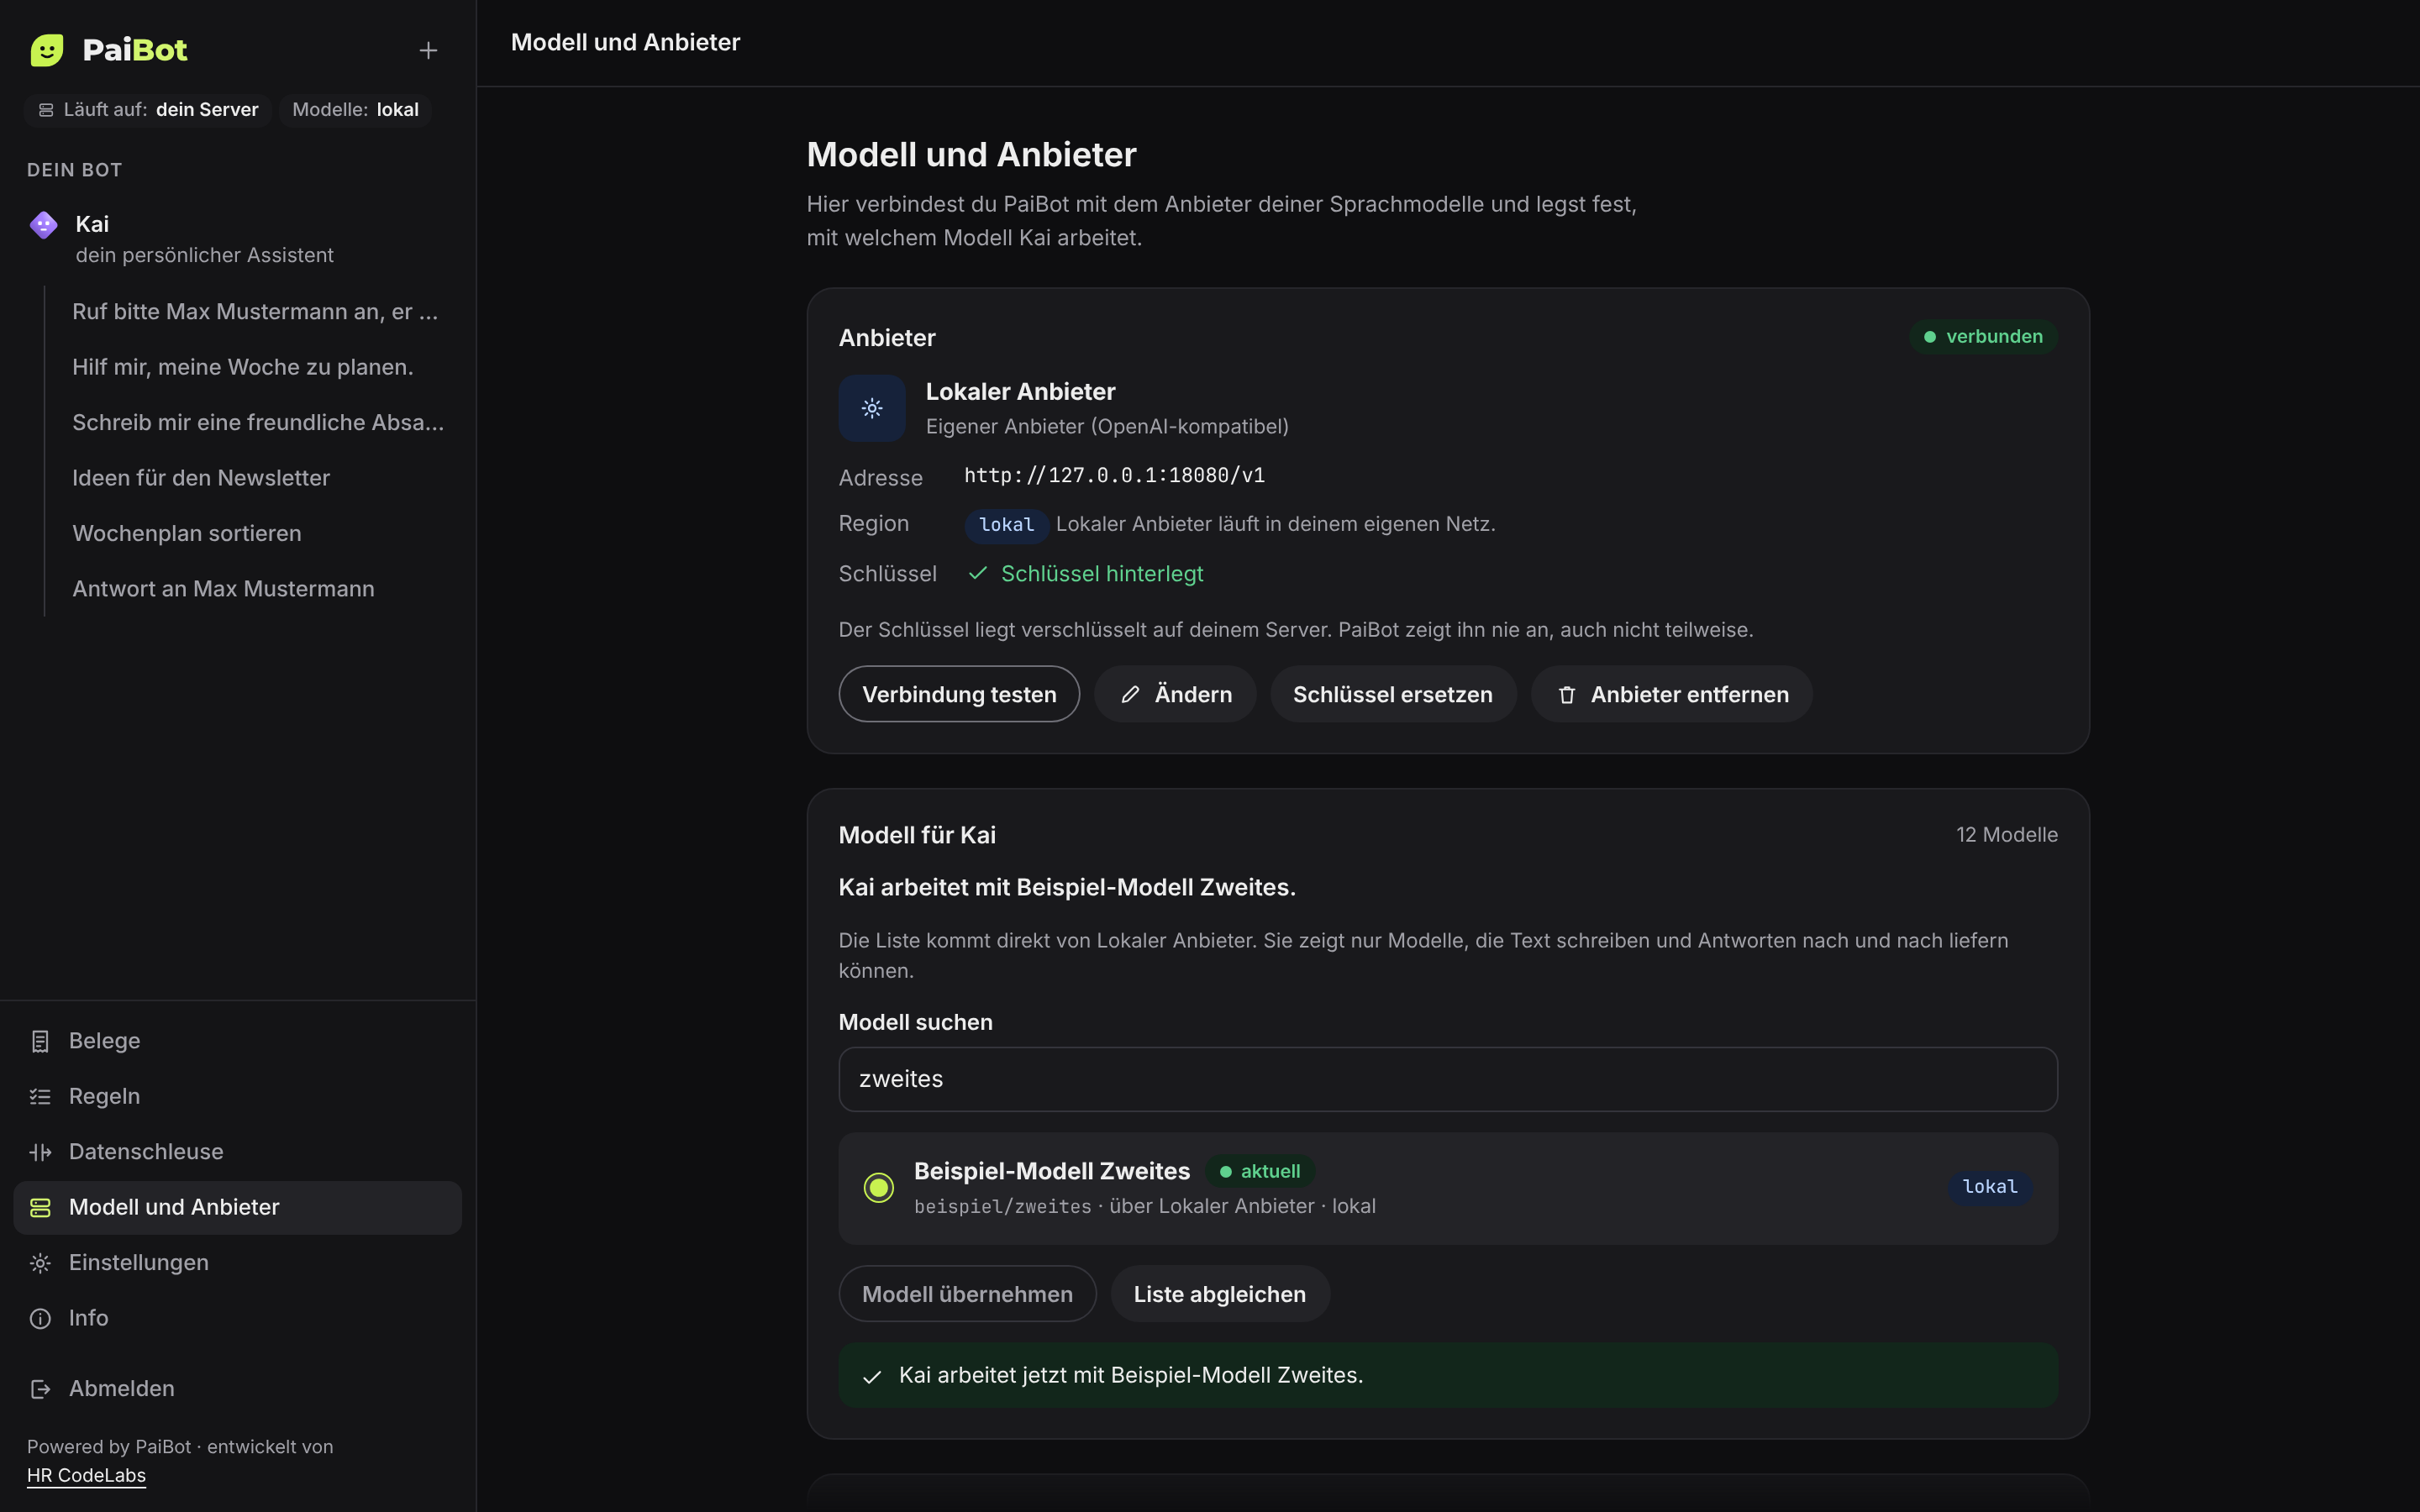 PaiBot
Läuft auf: dein Server
Modelle: lokal
DEIN BOT
Kai
dein persönlicher Assistent
Ruf bitte Max Mustermann an, er ...
Hilf mir, meine Woche zu planen.
Schreib mir eine freundliche Absa...
Ideen für den Newsletter
Wochenplan sortieren
Antwort an Max Mustermann
Belege
Regeln
Datenschleuse
Modell und Anbieter
Einstellungen
Info
Abmelden
Powered by PaiBot · entwickelt von
HR CodeLabs
Modell und Anbieter
Modell und Anbieter
Hier verbindest du PaiBot mit dem Anbieter deiner Sprachmodelle und legst fest,
mit welchem Modell Kai arbeitet.
Anbieter
verbunden
Lokaler Anbieter
Eigener Anbieter (OpenAI-kompatibel)
Adresse http://127.0.0.1:18080/v1
Region lokal Lokaler Anbieter läuft in deinem eigenen Netz.
Schlüssel Schlüssel hinterlegt
Der Schlüssel liegt verschlüsselt auf deinem Server. PaiBot zeigt ihn nie an, auch nicht teilweise.
Verbindung testen
Ändern
Schlüssel ersetzen
Anbieter entfernen
Modell für Kai
12 Modelle
Kai arbeitet mit Beispiel-Modell Zweites.
Die Liste kommt direkt von Lokaler Anbieter. Sie zeigt nur Modelle, die Text schreiben und Antworten nach und nach liefern
können.
Modell suchen
zweites
Beispiel-Modell Zweites aktuell
beispiel/zweites · über Lokaler Anbieter · lokal
lokal
Modell übernehmen
Liste abgleichen
Kai arbeitet jetzt mit Beispiel-Modell Zweites.